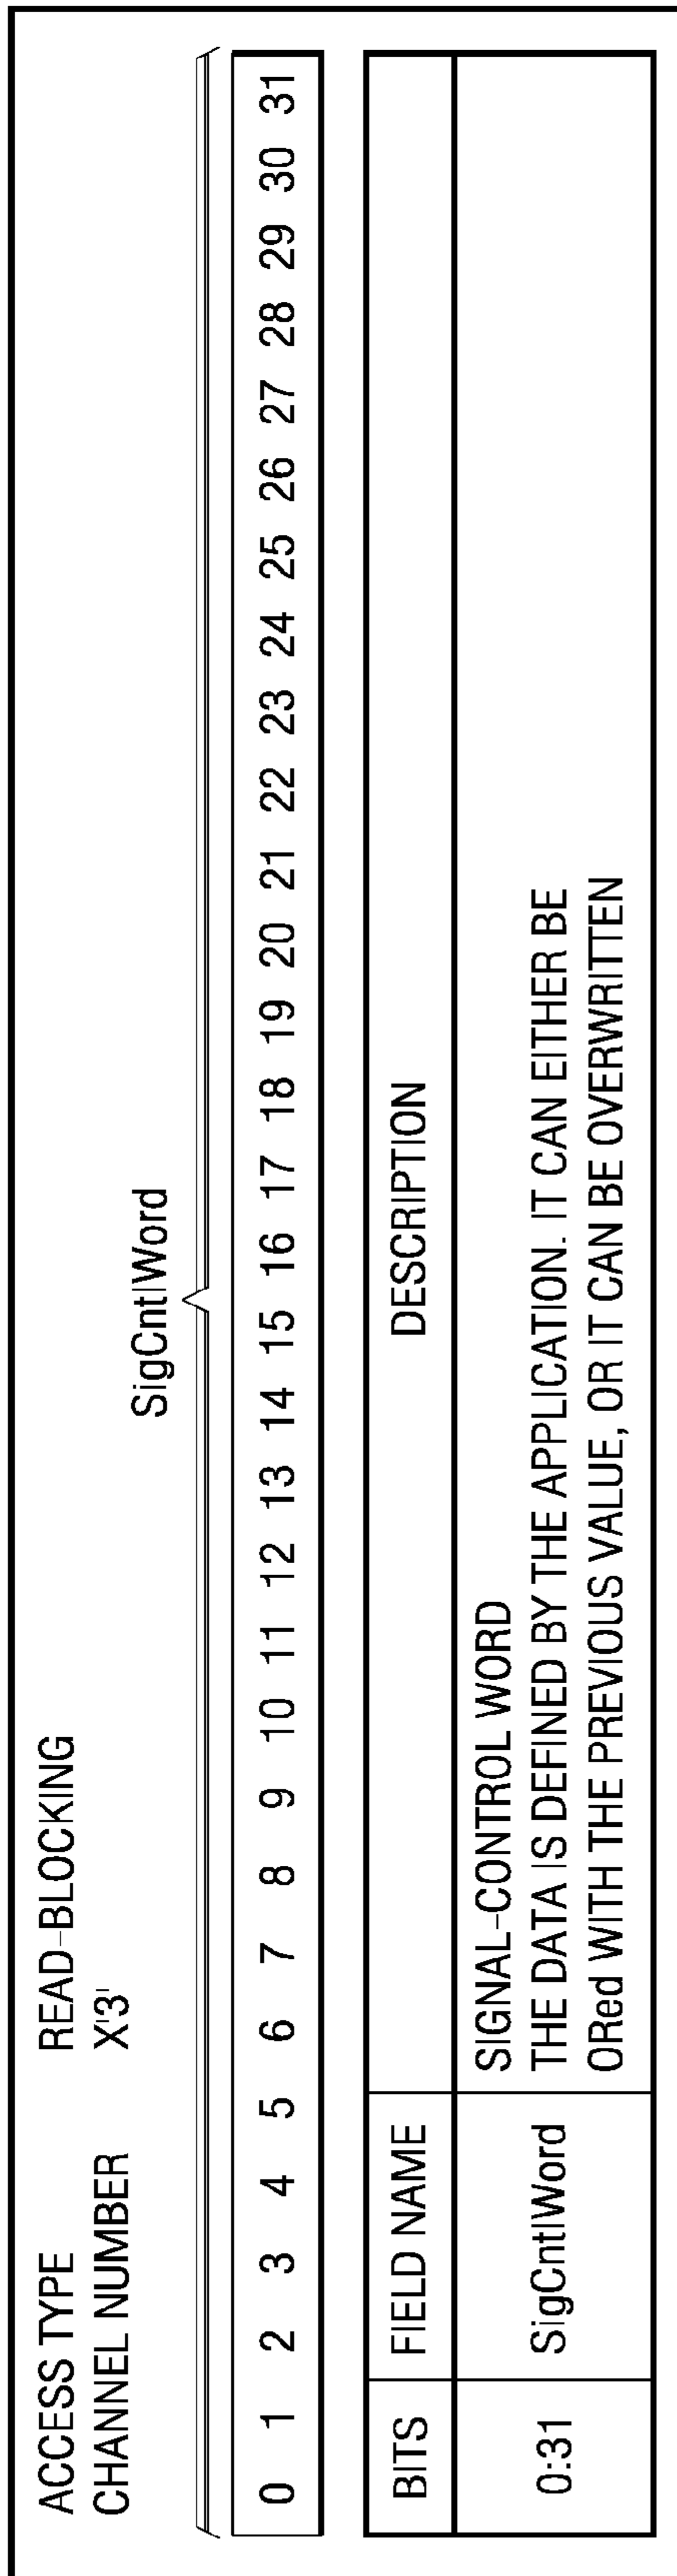 ACCESS TYPE READ-BLOCKING
CHANNEL NUMBER X'3'
SigCntlWord
0 1 2 3 4 5 6 7 8 9 10 11 12 13 14 15 16 17 18 19 20 21 22 23 24 25 26 27 28 29 30 31
BITS FIELD NAME DESCRIPTION
0:31 SigCntlWord SIGNAL-CONTROL WORD
THE DATA IS DEFINED BY THE APPLICATION. IT CAN EITHER BE
ORed WITH THE PREVIOUS VALUE, OR IT CAN BE OVERWRITTEN